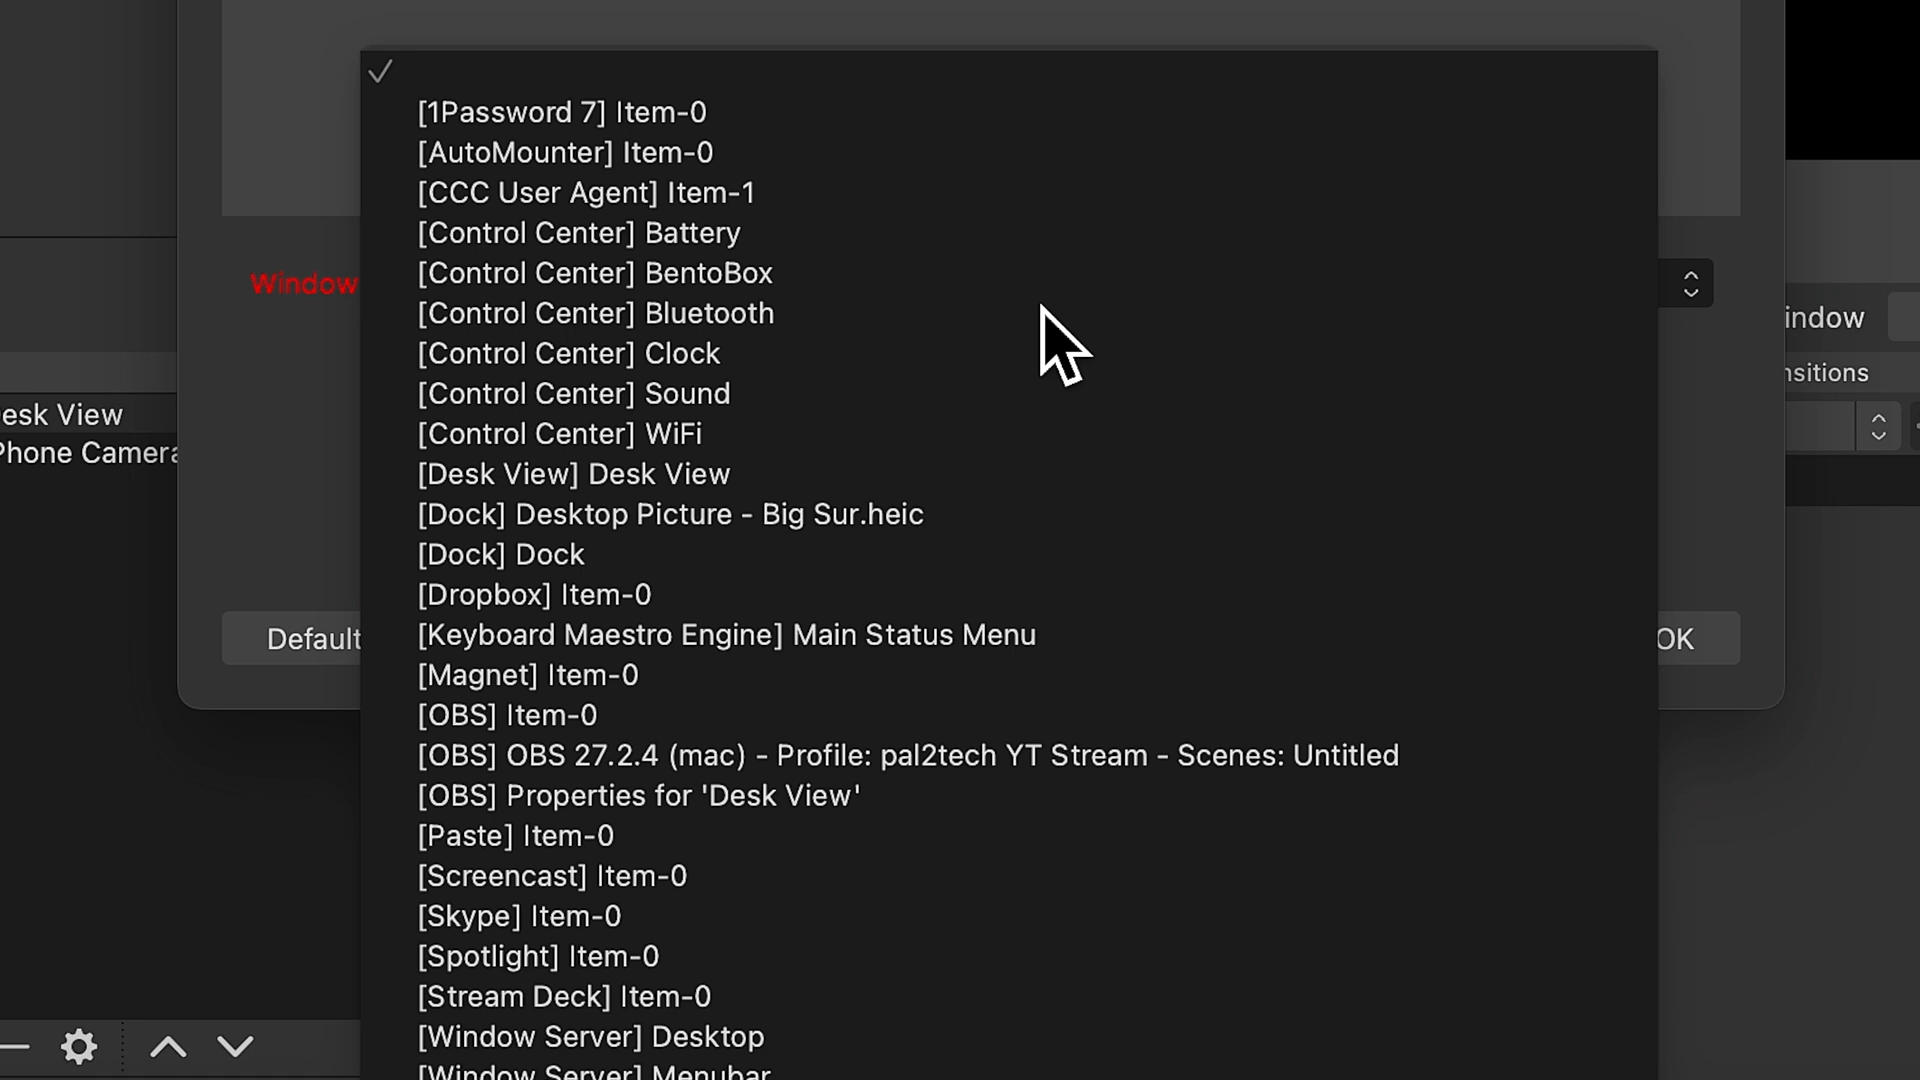 [1Password 7] Item-0
[AutoMounter] Item-0
[CCC User Agent] Item-1
[Control Center] Battery
[Control Center] BentoBox
Window
[Control Center] Bluetooth
indow
[Control Center] Clock
nsitions
[Control Center] Sound
esk View
[Control Center] WiFi
Phone Camera
[Desk View] Desk View
[Dock] Desktop Picture - Big Sur.heic
[Dock] Dock
[Dropbox] Item-0
Default
[Keyboard Maestro Engine] Main Status Menu
OK
[Magnet] Item-0
[OBS] Item-0
[OBS] OBS 27.2.4 (mac) - Profile: pal2tech YT Stream - Scenes: Untitled
[OBS] Properties for 'Desk View'
[Paste] Item-0
[Screencast] Item-0
[Skype] Item-0
[Spotlight] Item-0
[Stream Deck] Item-0
[Window Server] Desktop
[Window Server] Menubar